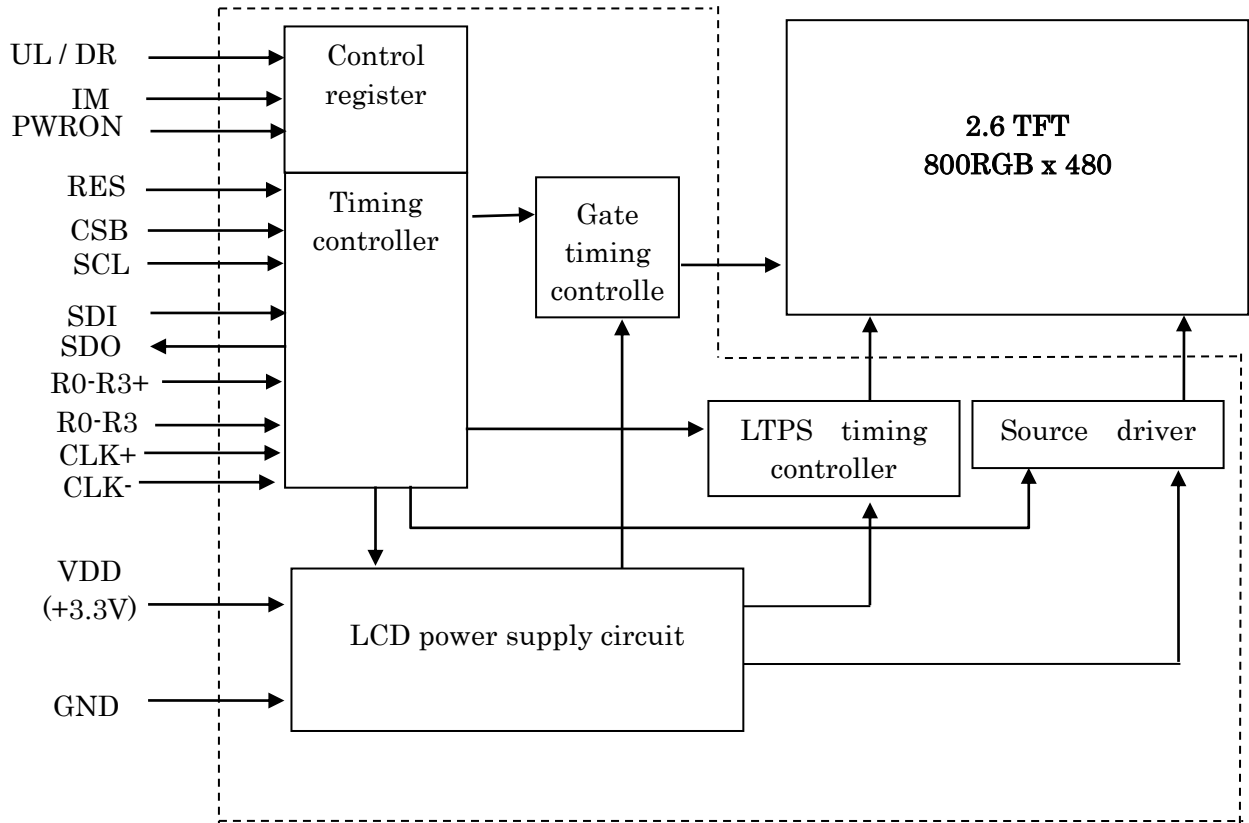 UL / DR
IM
PWRON
RES
CSB
SCL
SDI
SDO
R0-R3+
R0-R3
CLK+
CLK-
VDD
(+3.3V)
GND
Control
register
Timing
controller
Gate
timing
controlle
2.6 TFT
800RGB x 480
LTPS timing
controller
Source driver
LCD power supply circuit